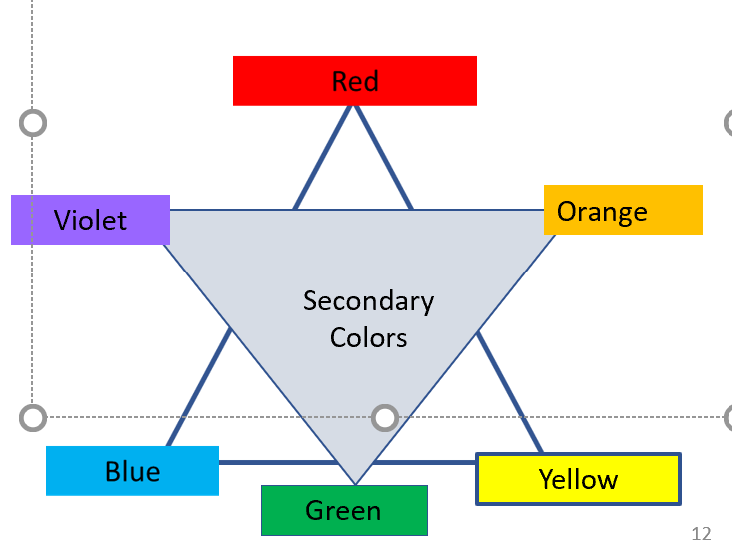 Red
Violet
Orange
Secondary
Colors
Blue
Yellow
Green
12